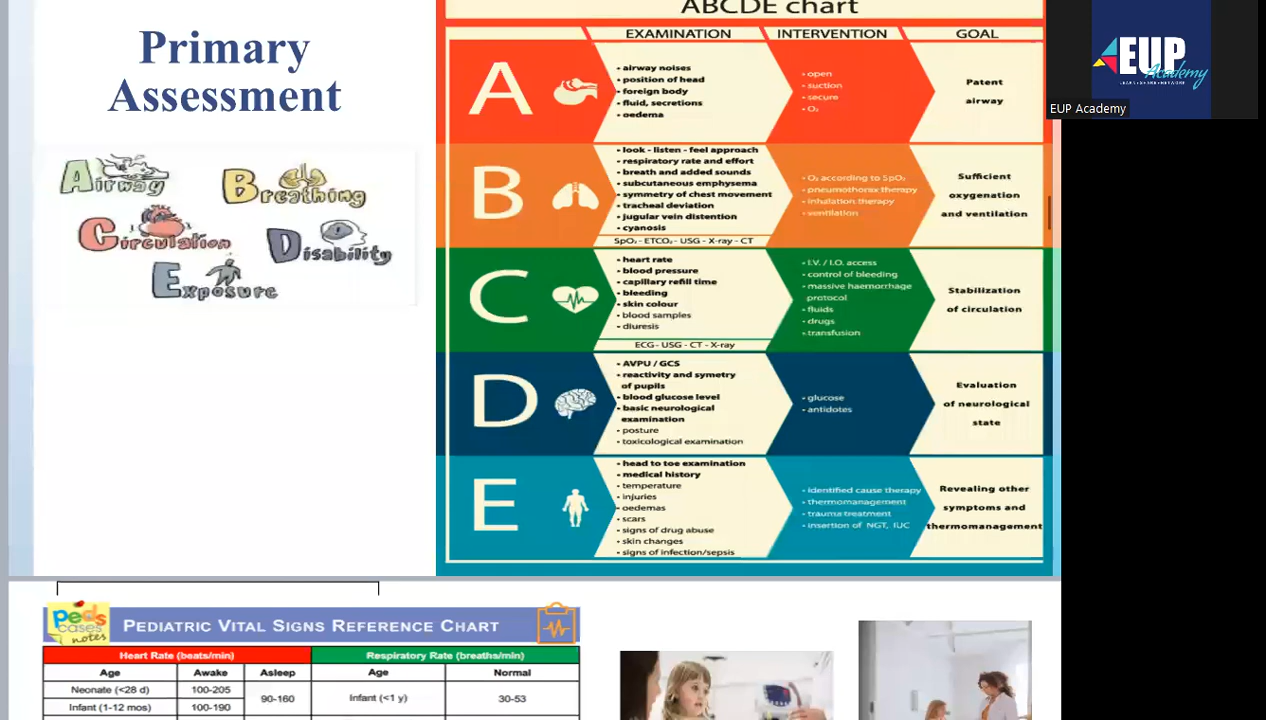 Primary
Assessment
Airway
Breathing
Circulation
Disability
Exposure
ABCDE chart
EXAMINATION
INTERVENTION
GOAL
A
• airway noises
• position of head
• foreign body
• fluid, secretions
• oedema
• open
• suction
• secure
• O₂
Patent
airway
B
• look - listen - feel approach
• respiratory rate and effort
• breath and added sounds
• subcutaneous emphysema
• symmetry of chest movement
• tracheal deviation
• jugular vein distention
• cyanosis
SpO₂ - ETCO₂ - USG - X-ray - CT
• O₂ according to SpO₂
• pneumothorax therapy
• inhalation therapy
• ventilation
Sufficient
oxygenation
and ventilation
C
• heart rate
• blood pressure
• capillary refill time
• bleeding
• skin colour
• blood samples
• diuresis
ECG - USG - CT - X-ray
• I.V. / I.O. access
• control of bleeding
• massive haemorrhage
protocol
• fluids
• drugs
• transfusion
Stabilization
of circulation
D
• AVPU / GCS
• reactivity and symetry
of pupils
• blood glucose level
• basic neurological
examination
• posture
• toxicological examination
• glucose
• antidotes
Evaluation
of neurological
state
E
• head to toe examination
• medical history
• temperature
• injuries
• oedemas
• scars
• signs of drug abuse
• skin changes
• signs of infection/sepsis
• identified cause therapy
• thermomanagement
• trauma treatment
• insertion of NGT, IUC
Revealing other
symptoms and
thermomanagement
EUP
Academy
EUP Academy
peds
cases
notes
PEDIATRIC VITAL SIGNS REFERENCE CHART
Heart Rate (beats/min)
Respiratory Rate (breaths/min)
Age
Awake
Asleep
Age
Normal
Neonate (<28 d)
100-205
90-160
Infant (<1 y)
30-53
Infant (1-12 mos)
100-190